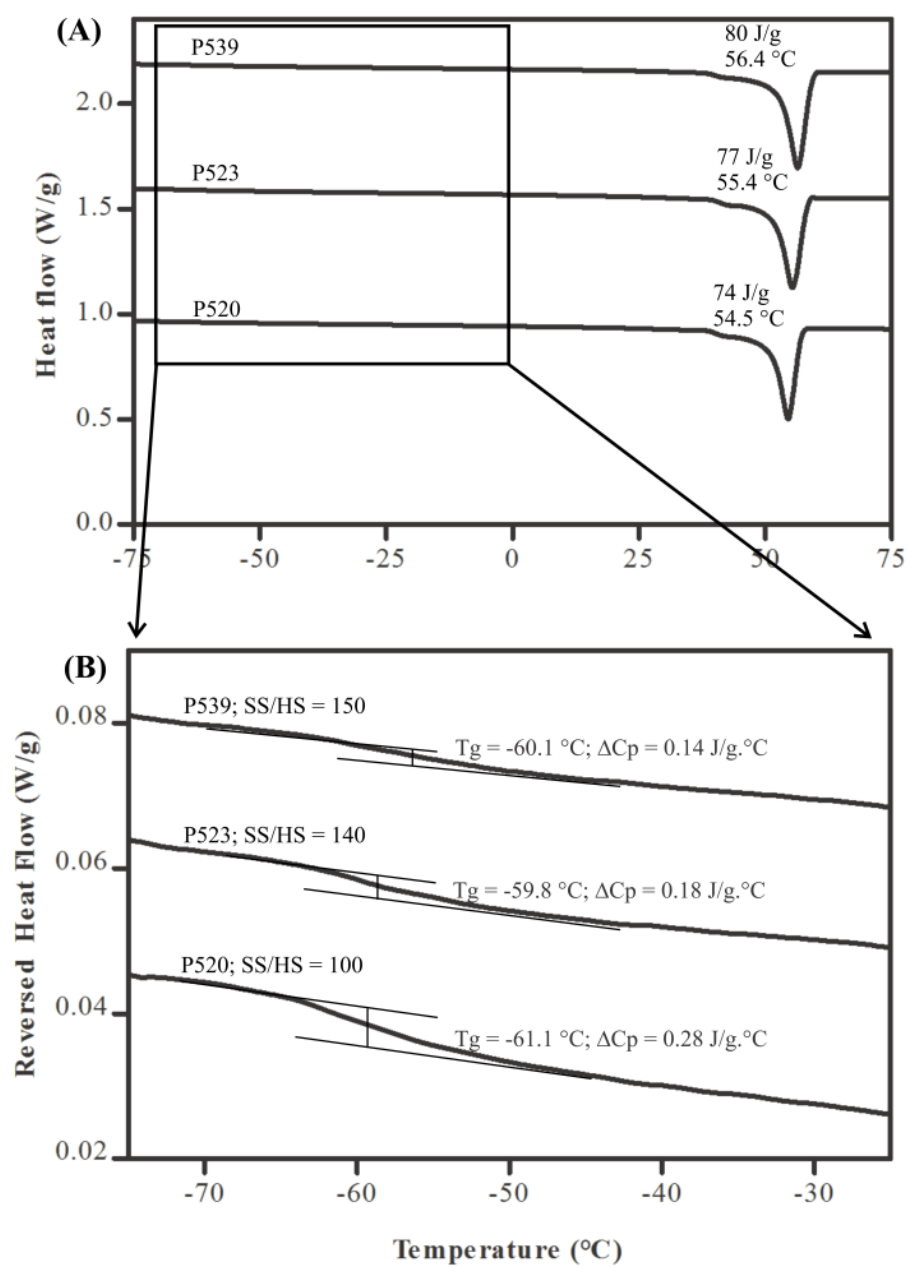 (A)
P539
80 J/g
56.4 °C
P523
77 J/g
55.4 °C
P520
74 J/g
54.5 °C
Heat flow (W/g)
2.0
1.5
1.0
0.5
0.0
-75
-50
-25
0
25
50
75
(B)
P539; SS/HS = 150
Tg = -60.1 °C; ΔCp = 0.14 J/g.°C
P523; SS/HS = 140
Tg = -59.8 °C; ΔCp = 0.18 J/g.°C
P520; SS/HS = 100
Tg = -61.1 °C; ΔCp = 0.28 J/g.°C
Reversed Heat Flow (W/g)
0.08
0.06
0.04
0.02
-70
-60
-50
-40
-30
Temperature (°C)